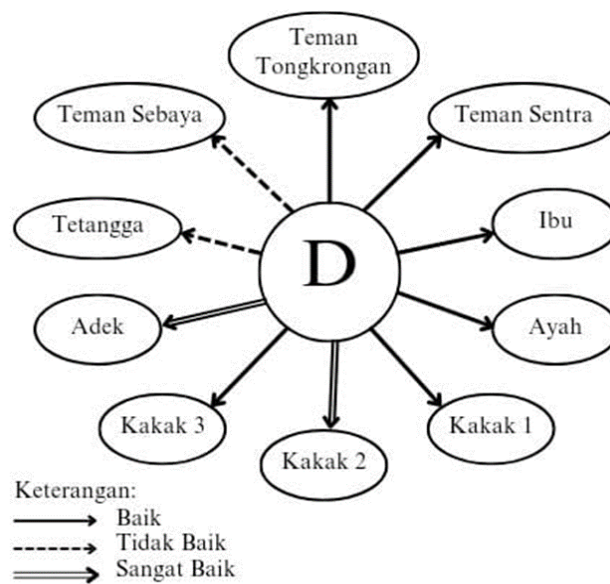 Teman
Tongkrongan
Teman Sebaya
Teman Sentra
Tetangga
D
Ibu
Adek
Ayah
Kakak 3
Kakak 2
Kakak 1
Keterangan:
Baik
Tidak Baik
Sangat Baik